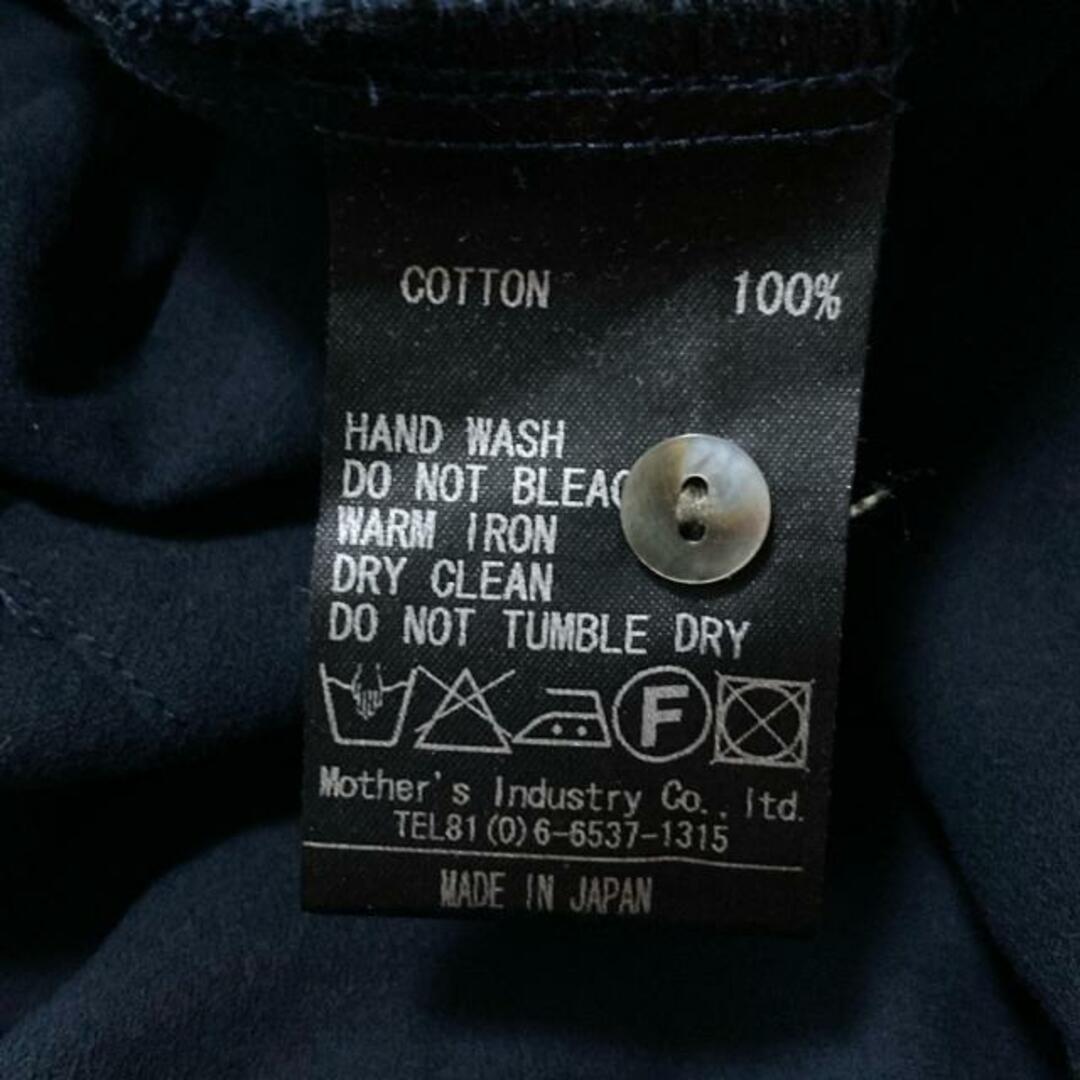 COTTON 100%
HAND WASH
DO NOT
WARM IRON
DRY CLEAN
DO NOT TUMBLE DRY
F
Mother's Industry Co., ltd.
TEL81(0)6-6537-1315
MADE IN JAPAN